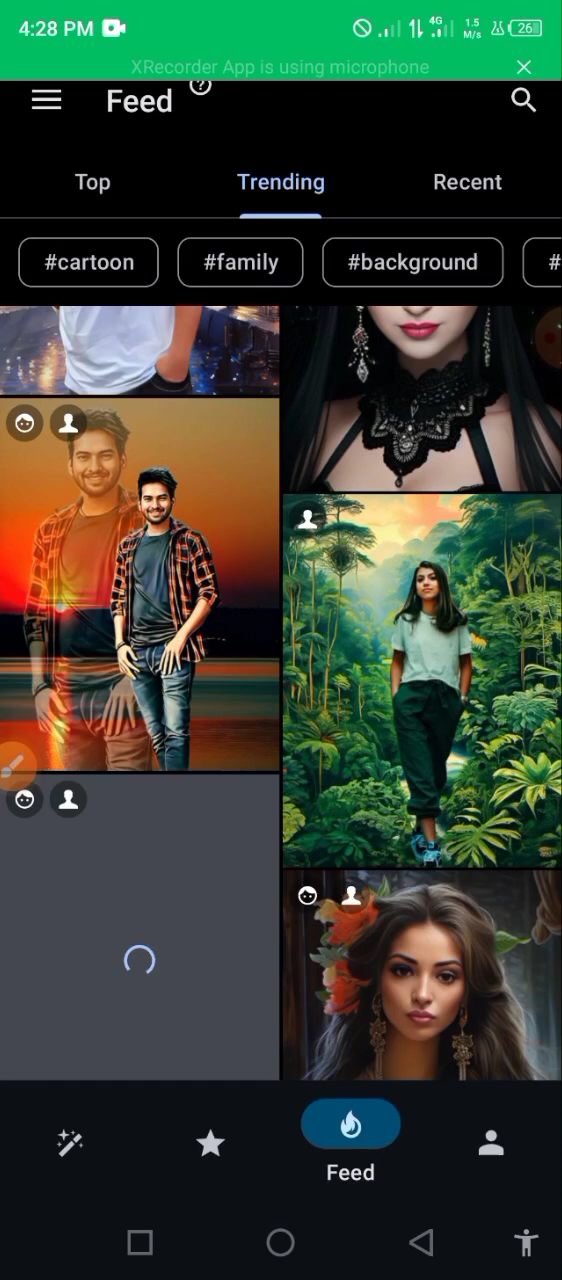 4:28 PM
4G
1.5
M/s
26
XRecorder App is using microphone
Feed
?
Top
Trending
Recent
#cartoon
#family
#background
#
Feed